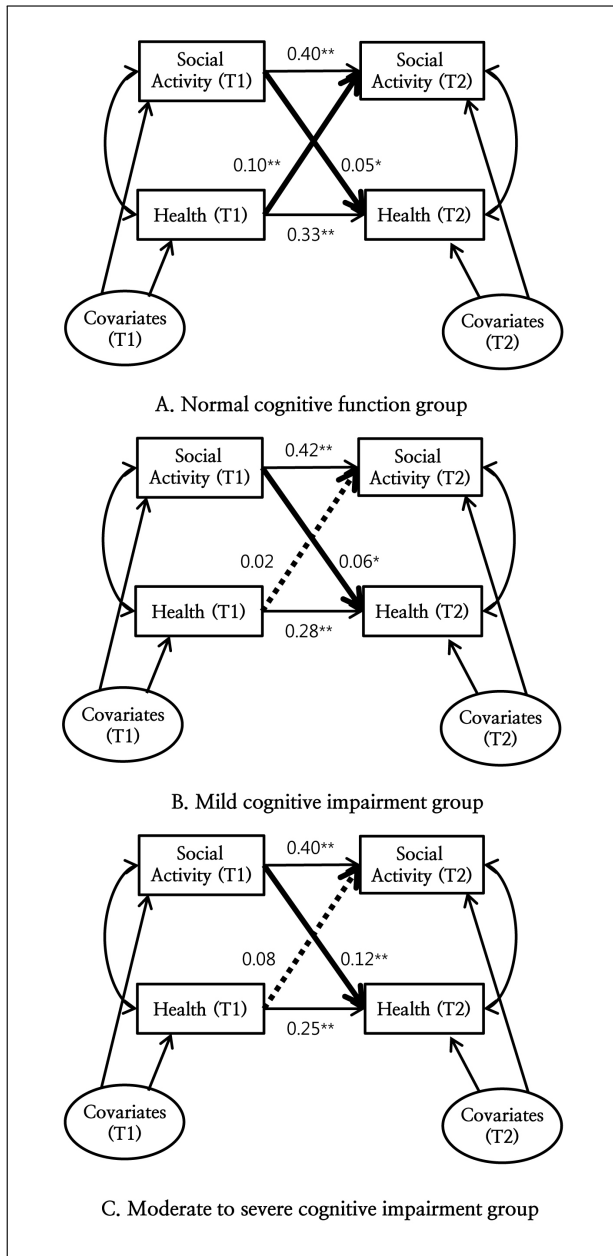 0.40**
Social
Activity (T1)
Social
Activity (T2)
0.10**
0.05*
Health (T1)
Health (T2)
0.33**
Covariates
(T1)
Covariates
(T2)
A. Normal cognitive function group
0.42**
Social
Activity (T1)
Social
Activity (T2)
0.02
0.06*
Health (T1)
Health (T2)
0.28**
Covariates
(T1)
Covariates
(T2)
B. Mild cognitive impairment group
0.40**
Social
Activity (T1)
Social
Activity (T2)
0.08
0.12**
Health (T1)
Health (T2)
0.25**
Covariates
(T1)
Covariates
(T2)
C. Moderate to severe cognitive impairment group